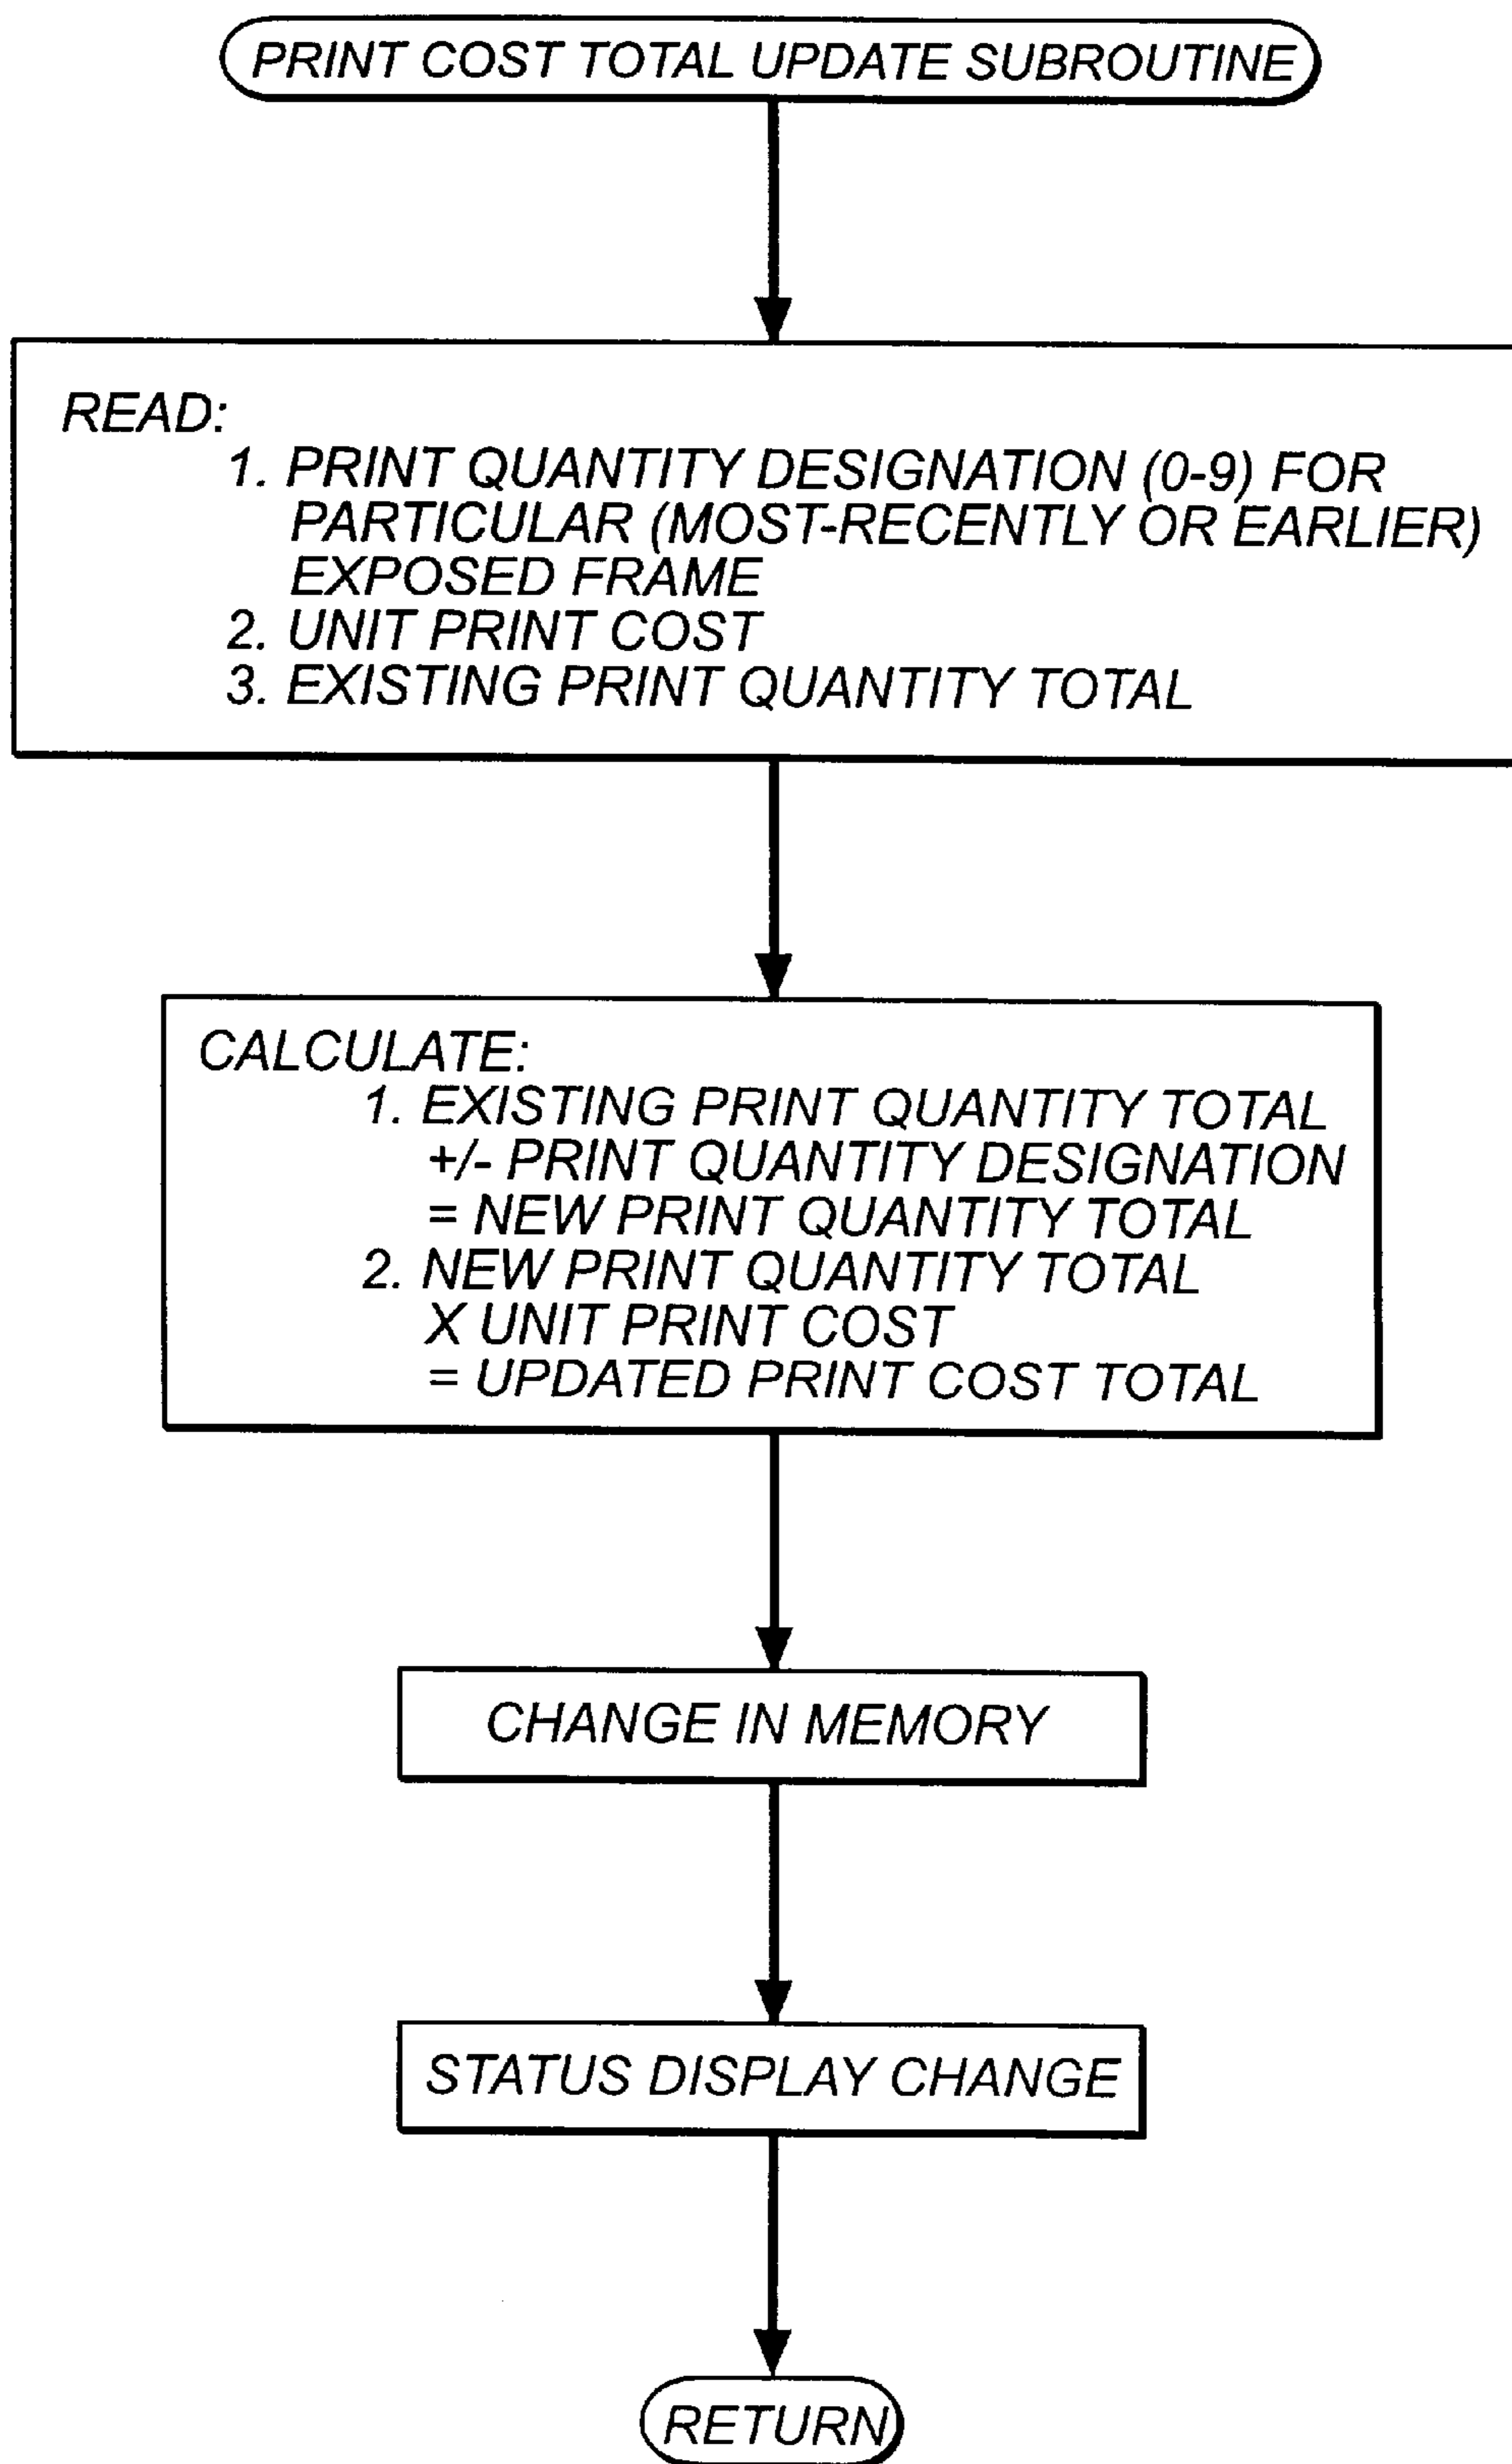 PRINT COST TOTAL UPDATE SUBROUTINE
READ:
1. PRINT QUANTITY DESIGNATION (0-9) FOR
PARTICULAR (MOST-RECENTLY OR EARLIER)
EXPOSED FRAME
2. UNIT PRINT COST
3. EXISTING PRINT QUANTITY TOTAL
CALCULATE:
1. EXISTING PRINT QUANTITY TOTAL
+/- PRINT QUANTITY DESIGNATION
= NEW PRINT QUANTITY TOTAL
2. NEW PRINT QUANTITY TOTAL
X UNIT PRINT COST
= UPDATED PRINT COST TOTAL
CHANGE IN MEMORY
STATUS DISPLAY CHANGE
RETURN